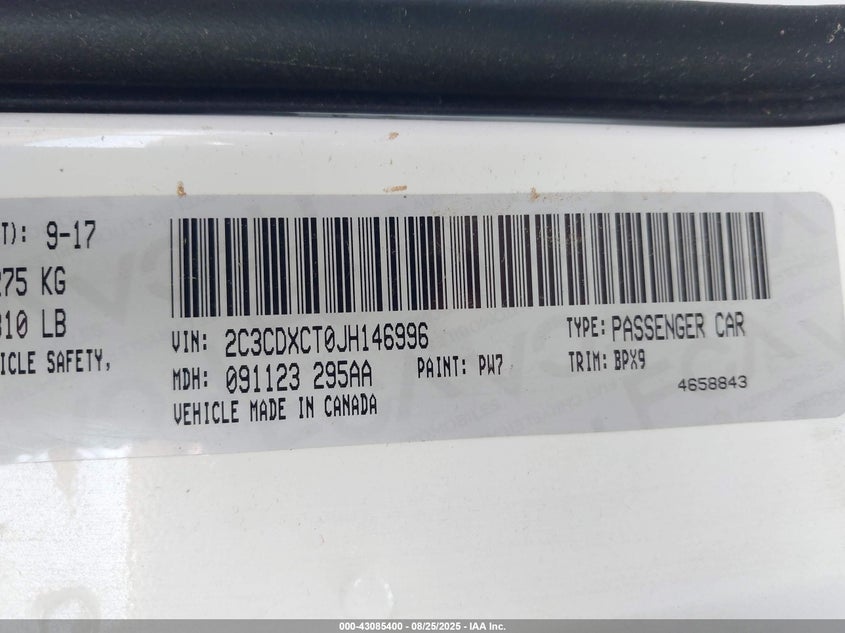 T): 9-17
275 KG
310 LB
ICLE SAFETY,
VIN: 2C3CDXCT0JH146996
TYPE: PASSENGER CAR
MDH: 091123 295AA
PAINT: PW7
TRIM: BPX9
VEHICLE MADE IN CANADA
4658843
000-43085400 - 08/25/2025 - IAA Inc.